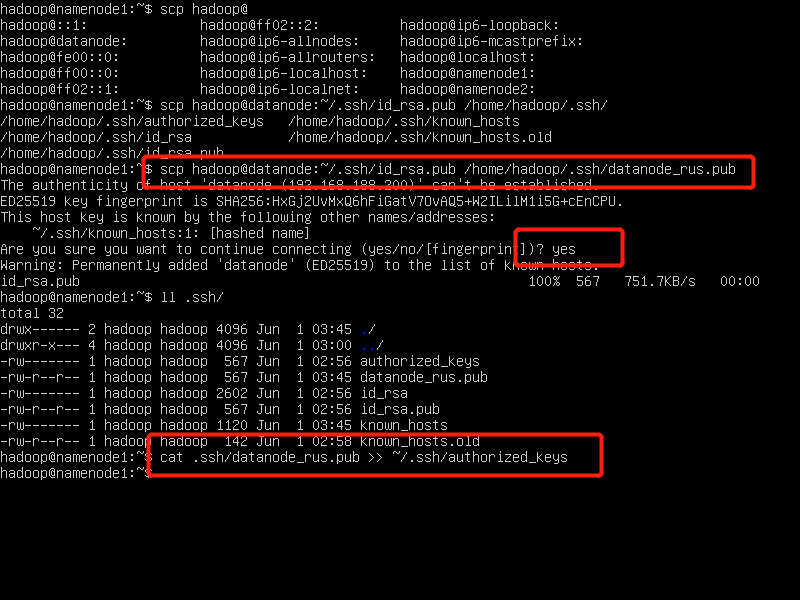 hadoop@namenode1:~$ scp hadoop@
hadoop@::1: hadoop@ff02::2: hadoop@ip6-loopback:
hadoop@datanode: hadoop@ip6-allnodes: hadoop@ip6-mcastprefix:
hadoop@fe00::0: hadoop@ip6-allrouters: hadoop@localhost:
hadoop@ff00::0: hadoop@ip6-localhost: hadoop@namenode1:
hadoop@ff02::1: hadoop@ip6-localnet: hadoop@namenode2:
hadoop@namenode1:~$ scp hadoop@datanode:~/.ssh/id_rsa.pub /home/hadoop/.ssh/
/home/hadoop/.ssh/authorized_keys /home/hadoop/.ssh/known_hosts
/home/hadoop/.ssh/id_rsa /home/hadoop/.ssh/known_hosts.old
/home/hadoop/.ssh/id_rsa.pub
hadoop@namenode1:~$ scp hadoop@datanode:~/.ssh/id_rsa.pub /home/hadoop/.ssh/datanode_rus.pub
The authenticity of host 'datanode (192.168.188.200)' can't be established.
ED25519 key fingerprint is SHA256:HxGj2UvMxQ6hFiGatV7OvAQ5+W2ILilM1i5G+cEnCPU.
This host key is known by the following other names/addresses:
~/.ssh/known_hosts:1: [hashed name]
Are you sure you want to continue connecting (yes/no/[fingerprint])? yes
Warning: Permanently added 'datanode' (ED25519) to the list of known hosts.
id_rsa.pub 100% 567 751.7KB/s 00:00
hadoop@namenode1:~$ ll .ssh/
total 32
drwx------ 2 hadoop hadoop 4096 Jun 1 03:45 ./
drwxr-x--- 4 hadoop hadoop 4096 Jun 1 03:00 ../
-rw------- 1 hadoop hadoop 567 Jun 1 02:56 authorized_keys
-rw-r--r-- 1 hadoop hadoop 567 Jun 1 03:45 datanode_rus.pub
-rw------- 1 hadoop hadoop 2602 Jun 1 02:56 id_rsa
-rw-r--r-- 1 hadoop hadoop 567 Jun 1 02:56 id_rsa.pub
-rw------- 1 hadoop hadoop 1120 Jun 1 03:45 known_hosts
-rw-r--r-- 1 hadoop hadoop 142 Jun 1 02:58 known_hosts.old
hadoop@namenode1:~$ cat .ssh/datanode_rus.pub >> ~/.ssh/authorized_keys
hadoop@namenode1:~$